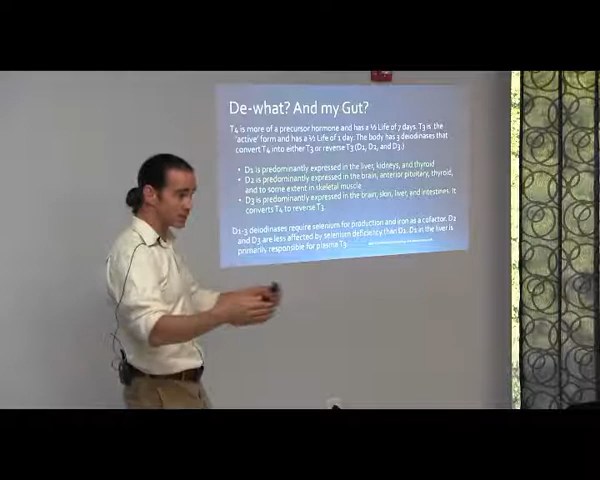 De-what? And my Gut?
T4 is more of a precursor hormone and has a ½ Life of 7 days. T3 is the
'active' form and has a ½ Life of 1 day. The body has 3 deiodinases that
convert T4 into either T3 or reverse T3 (D1, D2, and D3.)
• D1 is predominantly expressed in the liver, kidneys, and thyroid
• D2 is predominantly expressed in the brain, anterior pituitary, thyroid,
and to some extent in skeletal muscle
• D3 is predominantly expressed in the brain, skin, liver, and intestines. It
converts T4 to reverse T3.
D1-3 deiodinases require selenium for production and iron as a cofactor. D2
and D3 are less affected by selenium deficiency than D1. D1 in the liver is
primarily responsible for plasma T3.